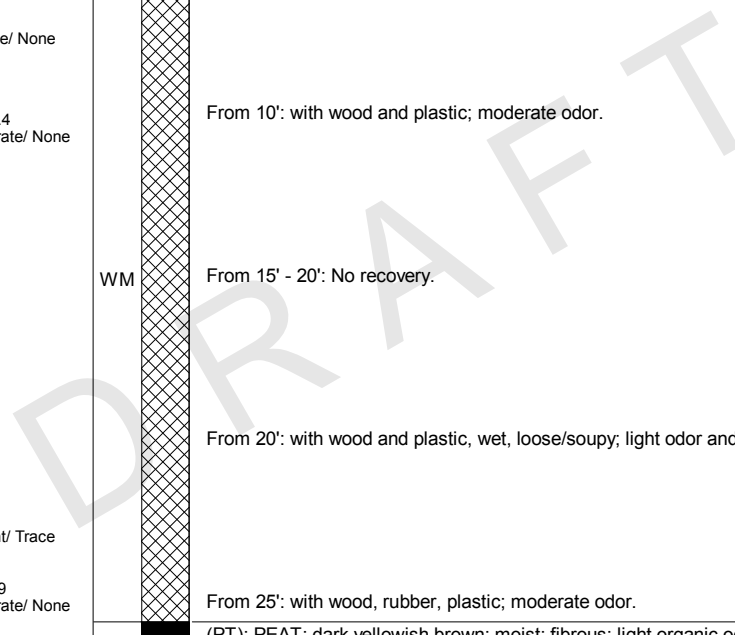 e/ None
From 10': with wood and plastic; moderate odor.
.4
ate/ None
WM
From 15' - 20': No recovery.
From 20': with wood and plastic, wet, loose/soupy; light odor and
t/ Trace
9
ate/ None
From 25': with wood, rubber, plastic; moderate odor.
(PT): PEAT: dark yellowish brown; moist; fibrous; light organic
DRAFT